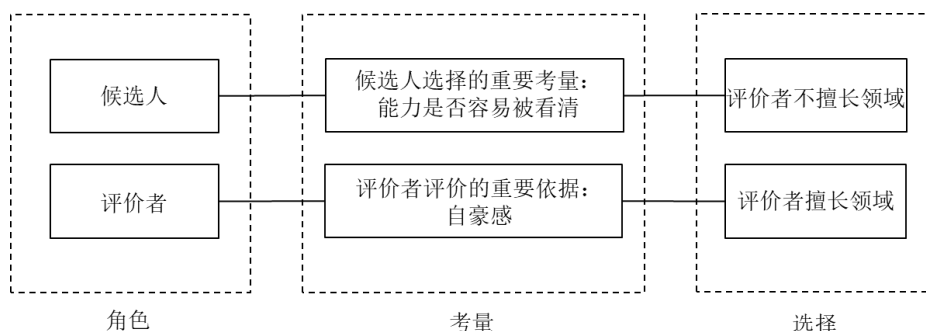 候选人
候选人选择的重要考量：
能力是否容易被看清
评价者不擅长领域
评价者
评价者评价的重要依据：
自豪感
评价者擅长领域
角色
考量
选择